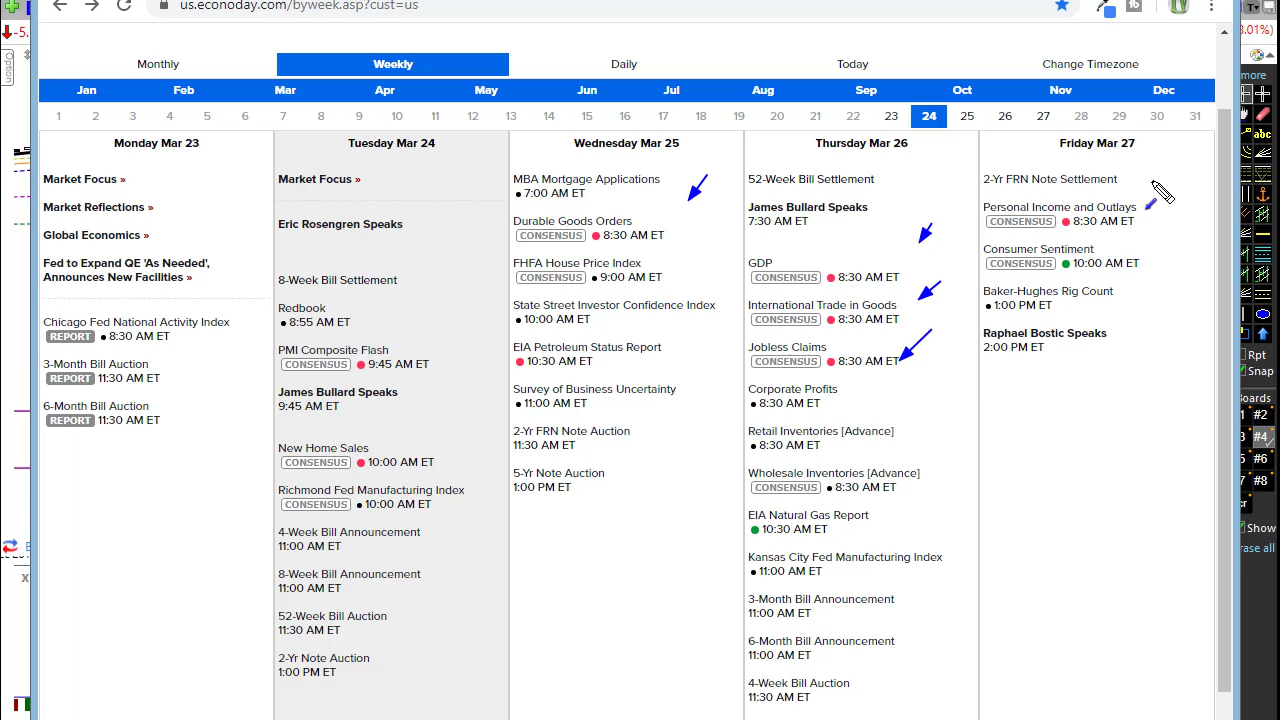 us.econoday.com/byweek.asp?cust=us
-5.
8.01%)
Option
more
Monthly Weekly Daily Today Change Timezone
Jan Feb Mar Apr May Jun Jul Aug Sep Oct Nov Dec
1 2 3 4 5 6 7 8 9 10 11 12 13 14 15 16 17 18 19 20 21 22 23 24 25 26 27 28 29 30 31
Monday Mar 23
Market Focus »
Market Reflections »
Global Economics »
Fed to Expand QE 'As Needed',
Announces New Facilities »
Chicago Fed National Activity Index
REPORT 8:30 AM ET
3-Month Bill Auction
REPORT 11:30 AM ET
6-Month Bill Auction
REPORT 11:30 AM ET
Tuesday Mar 24
Market Focus »
Eric Rosengren Speaks
8-Week Bill Settlement
Redbook
8:55 AM ET
PMI Composite Flash
CONSENSUS 9:45 AM ET
James Bullard Speaks
9:45 AM ET
New Home Sales
CONSENSUS 10:00 AM ET
Richmond Fed Manufacturing Index
CONSENSUS 10:00 AM ET
4-Week Bill Announcement
11:00 AM ET
8-Week Bill Announcement
11:00 AM ET
52-Week Bill Auction
11:30 AM ET
2-Yr Note Auction
1:00 PM ET
Wednesday Mar 25
MBA Mortgage Applications
7:00 AM ET
Durable Goods Orders
CONSENSUS 8:30 AM ET
FHFA House Price Index
CONSENSUS 9:00 AM ET
State Street Investor Confidence Index
10:00 AM ET
EIA Petroleum Status Report
10:30 AM ET
Survey of Business Uncertainty
11:00 AM ET
2-Yr FRN Note Auction
11:30 AM ET
5-Yr Note Auction
1:00 PM ET
Thursday Mar 26
52-Week Bill Settlement
James Bullard Speaks
7:30 AM ET
GDP
CONSENSUS 8:30 AM ET
International Trade in Goods
CONSENSUS 8:30 AM ET
Jobless Claims
CONSENSUS 8:30 AM ET
Corporate Profits
8:30 AM ET
Retail Inventories [Advance]
8:30 AM ET
Wholesale Inventories [Advance]
CONSENSUS 8:30 AM ET
EIA Natural Gas Report
10:30 AM ET
Kansas City Fed Manufacturing Index
11:00 AM ET
3-Month Bill Announcement
11:00 AM ET
6-Month Bill Announcement
11:00 AM ET
4-Week Bill Auction
11:30 AM ET
Friday Mar 27
2-Yr FRN Note Settlement
Personal Income and Outlays
CONSENSUS 8:30 AM ET
Consumer Sentiment
CONSENSUS 10:00 AM ET
Baker-Hughes Rig Count
1:00 PM ET
Raphael Bostic Speaks
2:00 PM ET
abc
Rpt
Snap
Boards
1 #2
3 #4
5 #6
7 #8
cr
Show
rase all